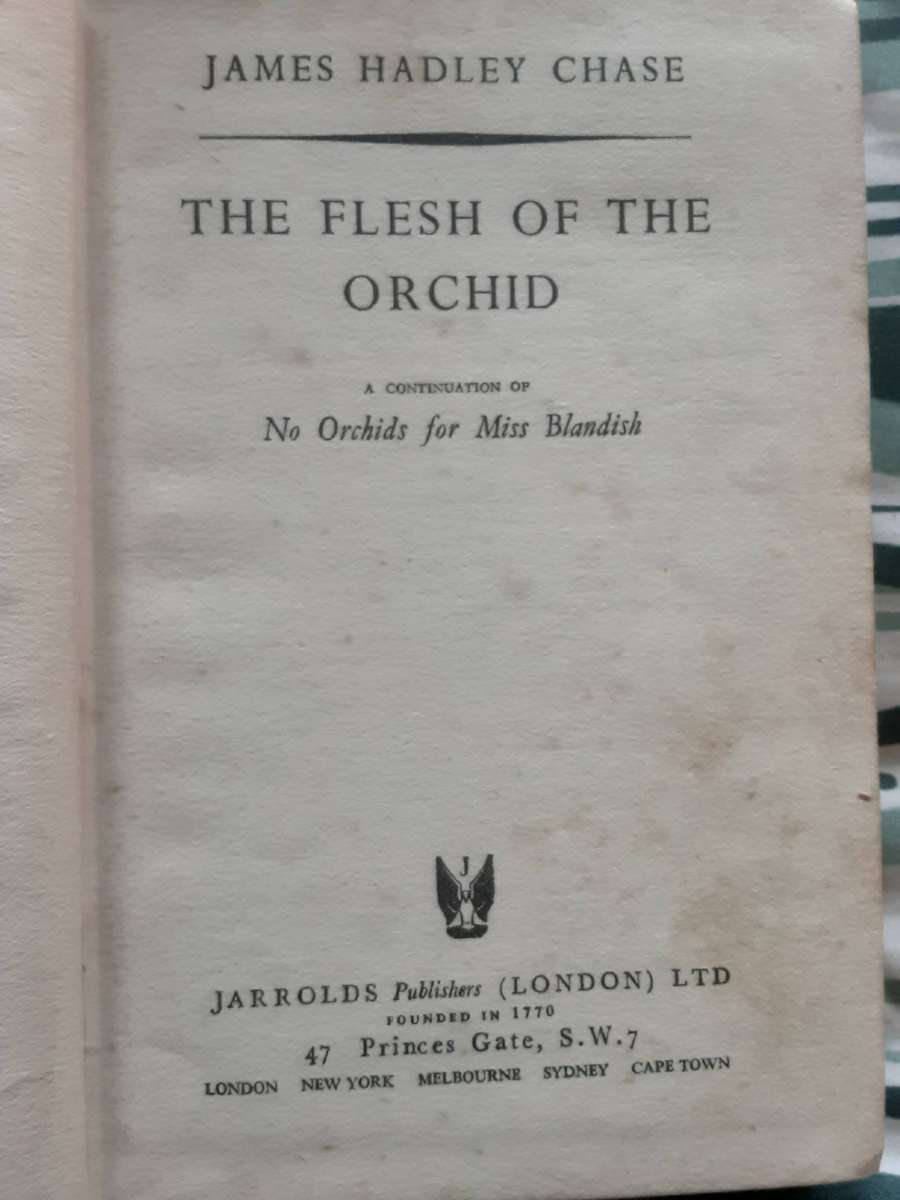 JAMES HADLEY CHASE
THE FLESH OF THE
ORCHID
A CONTINUATION OF
No Orchids for Miss Blandish
J
JARROLDS Publishers (LONDON) LTD
FOUNDED IN 1770
47 Princes Gate, S.W.7
LONDON NEW YORK MELBOURNE SYDNEY CAPE TOWN